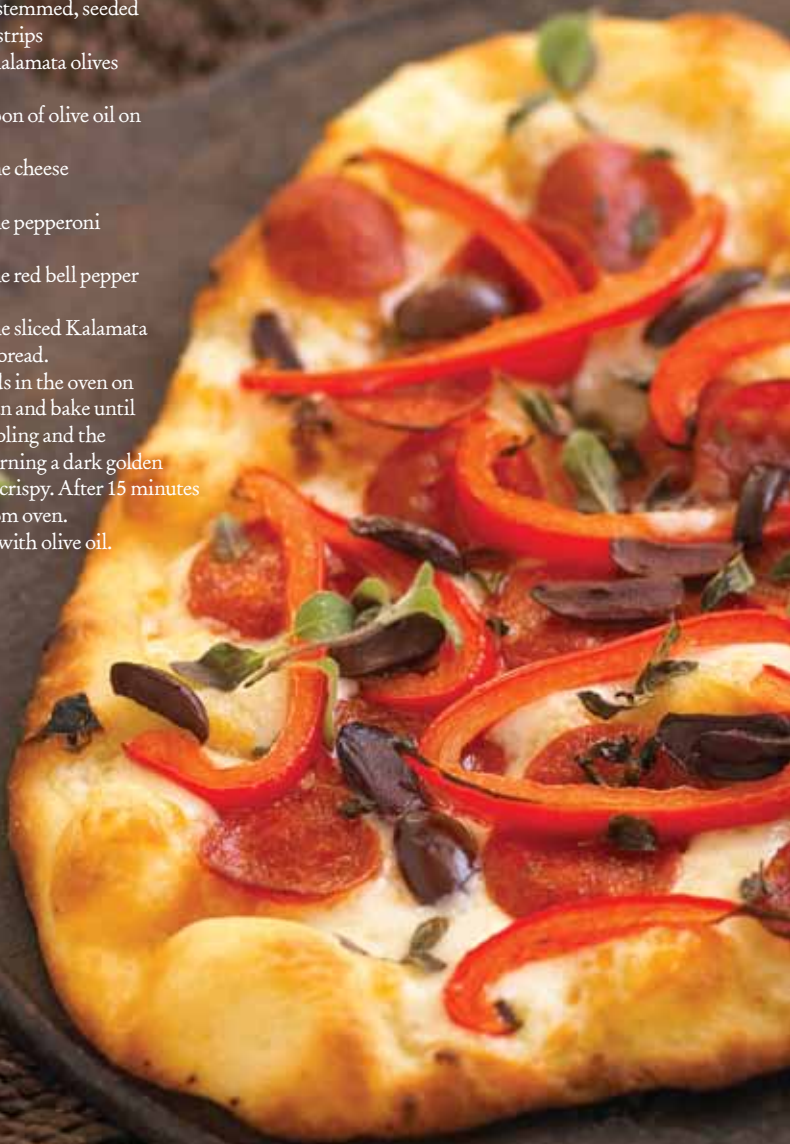 stemmed, seeded
strips
alamata olives
on of olive oil on
e cheese
e pepperoni
e red bell pepper
e sliced Kalamata
bread.
ds in the oven on
n and bake until
bling and the
rning a dark golden
crispy. After 15 minutes
om oven.
with olive oil.